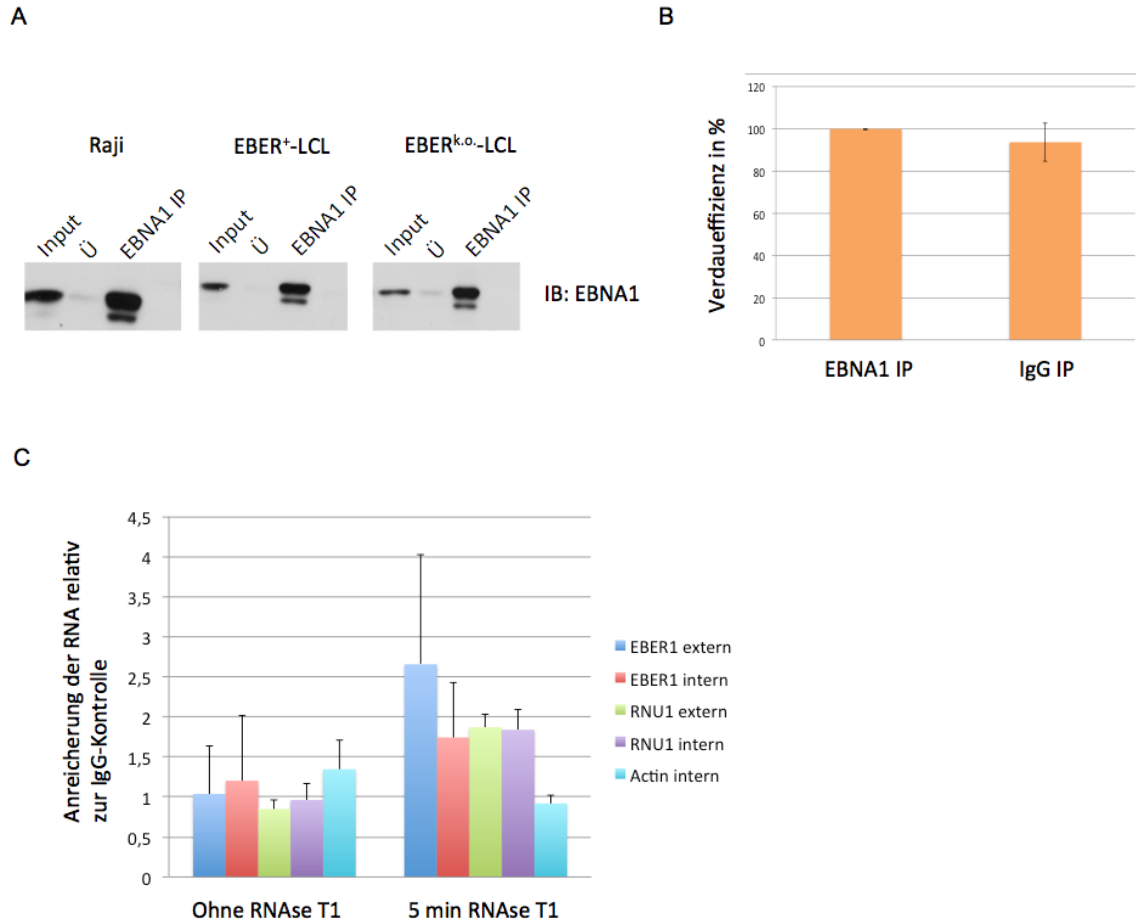 A
Raji
EBER⁺-LCL
EBERᵏ·ᵒ·-LCL
Input
Ü
EBNA1 IP
Input
Ü
EBNA1 IP
Input
Ü
EBNA1 IP
IB: EBNA1
B
Verdaueffizienz in %
120
100
80
60
40
20
0
EBNA1 IP
IgG IP
C
Anreicherung der RNA relativ
zur IgG-Kontrolle
4,5
4
3,5
3
2,5
2
1,5
1
0,5
0
Ohne RNAse T1
5 min RNAse T1
EBER1 extern
EBER1 intern
RNU1 extern
RNU1 intern
Actin intern